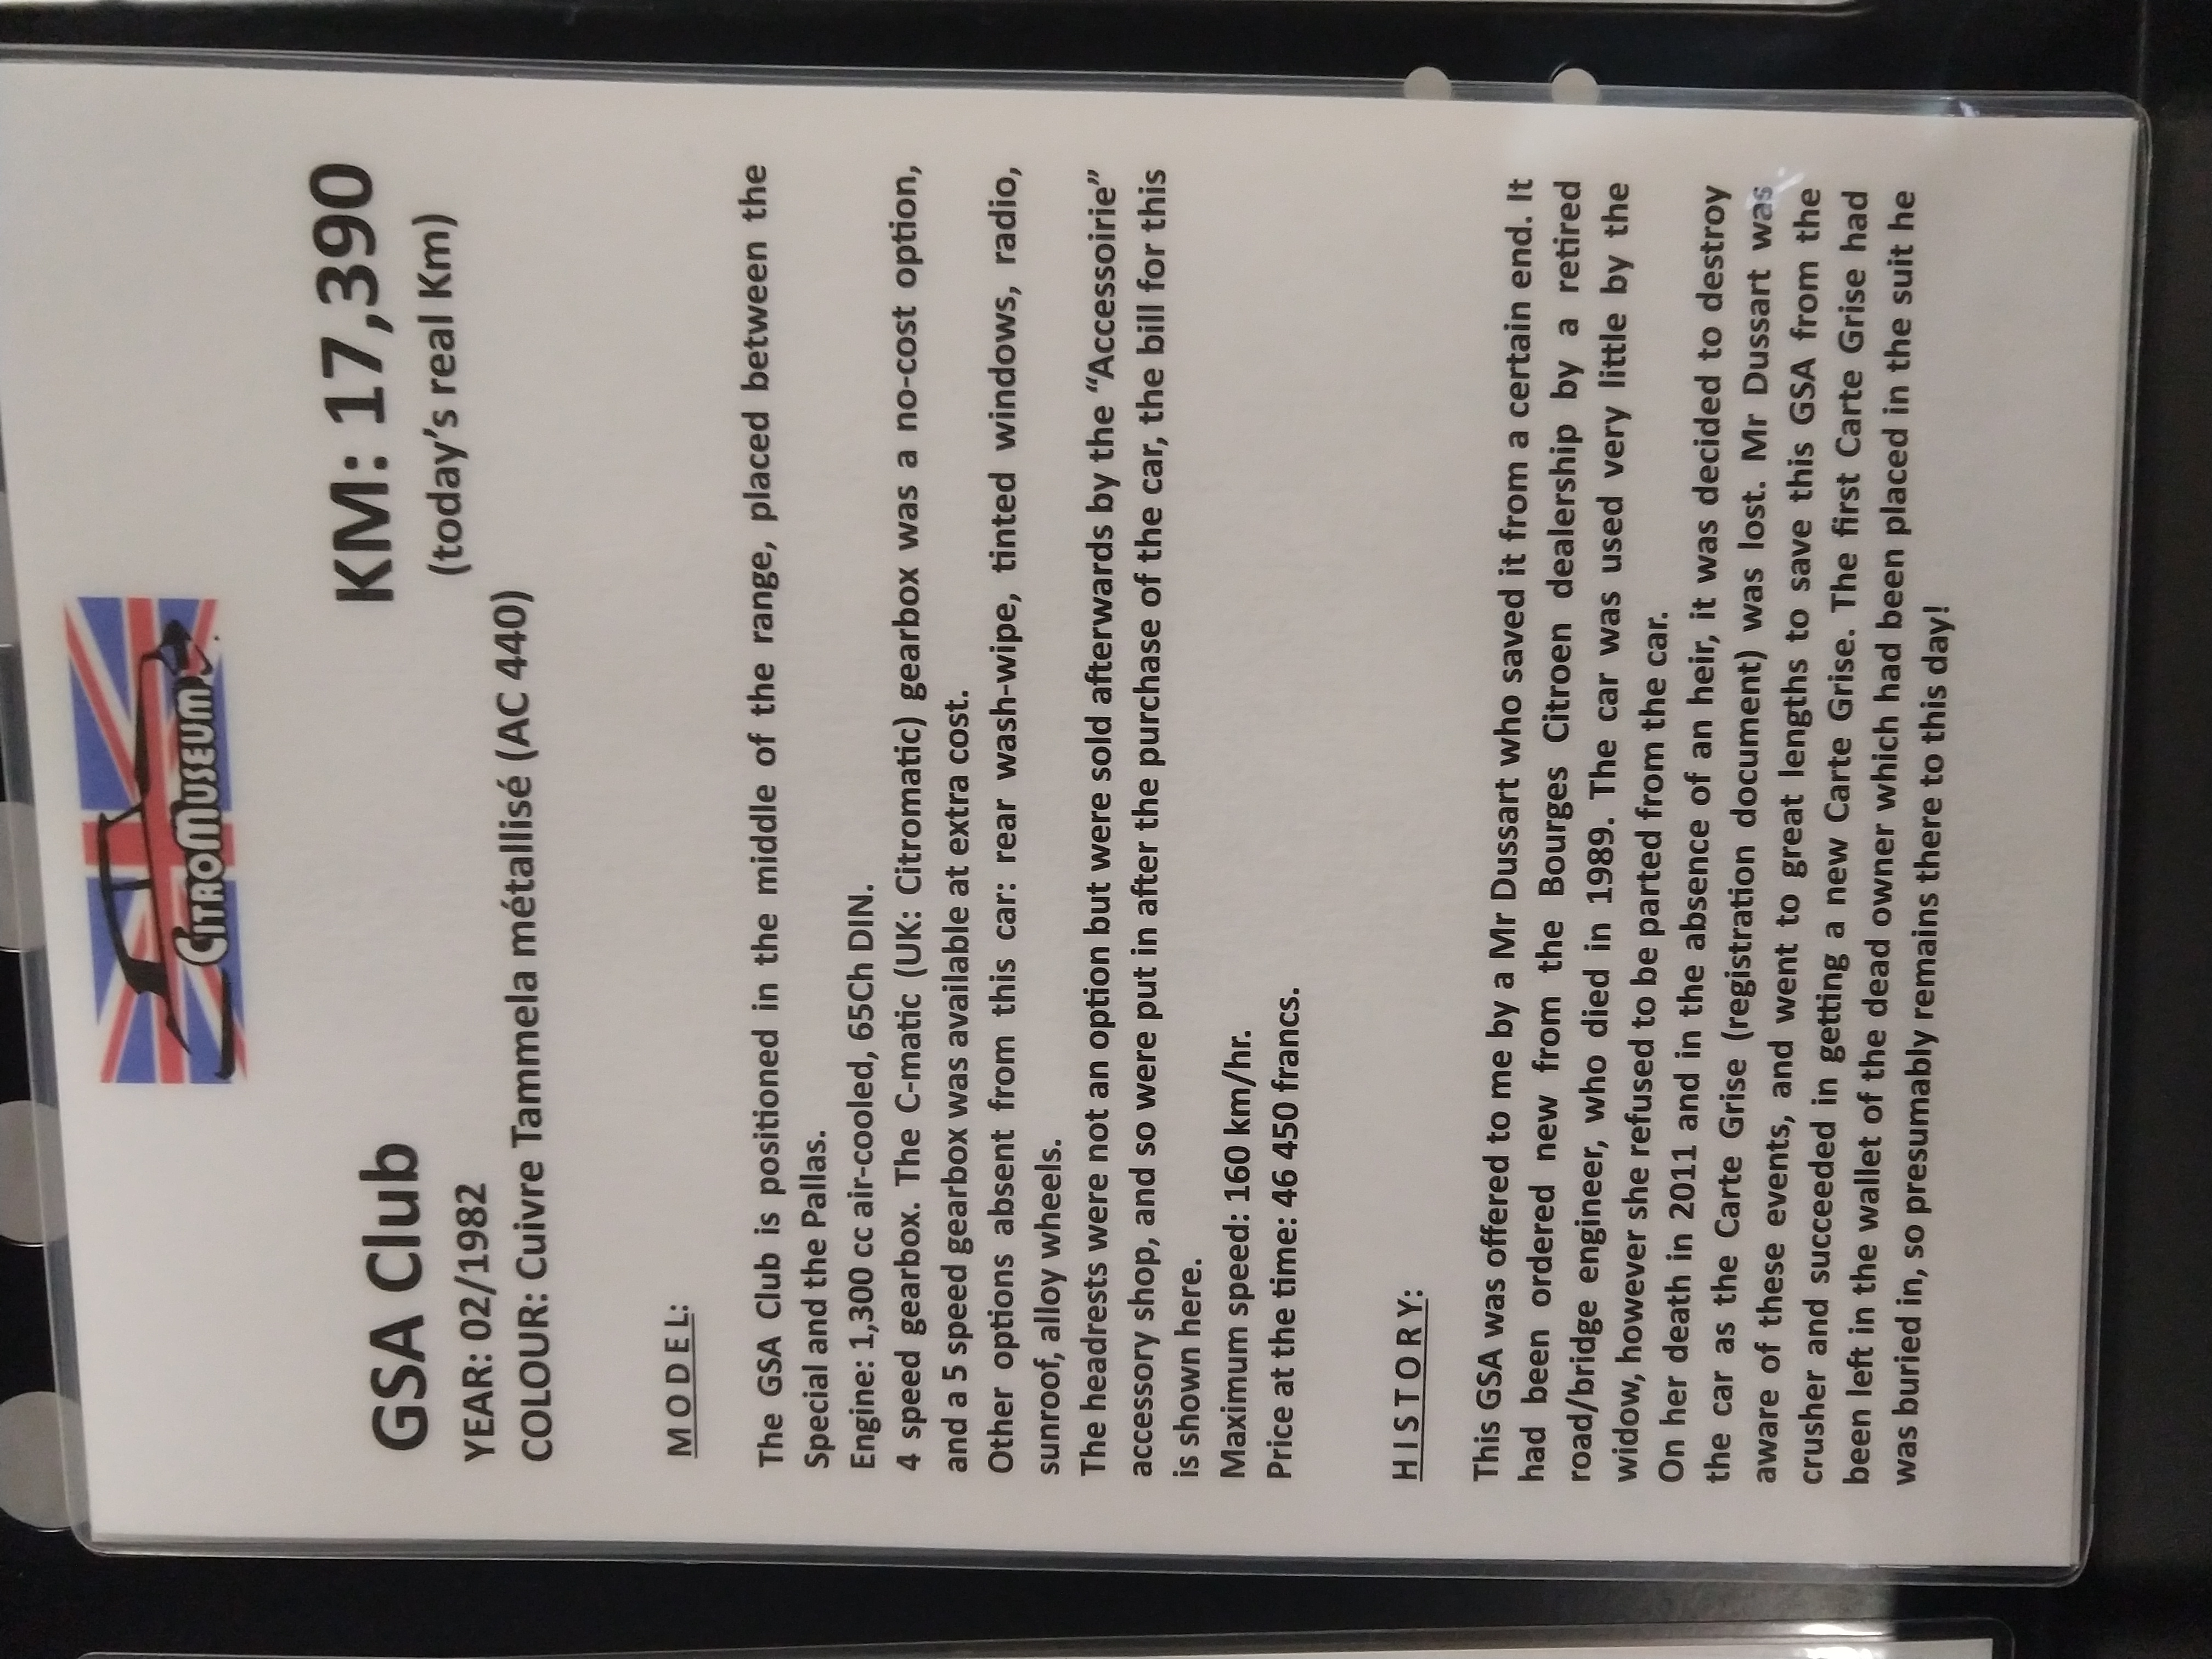 CITROMUSEUM
GSA Club
KM: 17,390
YEAR: 02/1982
(today's real Km)
COLOUR: Cuivre Tammela métallisé (AC 440)
MODEL:
The GSA Club is positioned in the middle of the range, placed between the
Special and the Pallas.
Engine: 1,300 cc air-cooled, 65Ch DIN.
4 speed gearbox. The C-matic (UK: Citromatic) gearbox was a no-cost option,
and a 5 speed gearbox was available at extra cost.
Other options absent from this car: rear wash-wipe, tinted windows, radio,
sunroof, alloy wheels.
The headrests were not an option but were sold afterwards by the “Accessoirie”
accessory shop, and so were put in after the purchase of the car, the bill for this
is shown here.
Maximum speed: 160 km/hr.
Price at the time: 46 450 francs.
HISTORY:
This GSA was offered to me by a Mr Dussart who saved it from a certain end. It
had been ordered new from the Bourges Citroen dealership by a retired
road/bridge engineer, who died in 1989. The car was used very little by the
widow, however she refused to be parted from the car.
On her death in 2011 and in the absence of an heir, it was decided to destroy
the car as the Carte Grise (registration document) was lost. Mr Dussart was
aware of these events, and went to great lengths to save this GSA from the
crusher and succeeded in getting a new Carte Grise. The first Carte Grise had
been left in the wallet of the dead owner which had been placed in the suit he
was buried in, so presumably remains there to this day!